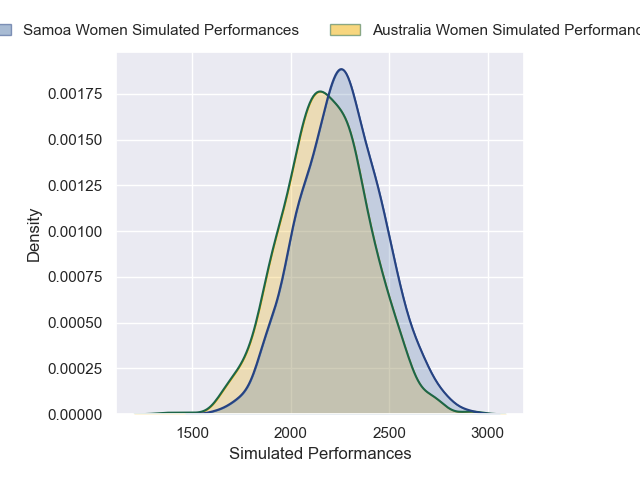 Samoa Women Simulated Performances
Australia Women Simulated
0.00175
0.00150
0.00125
0.00100
0.00075
0.00050
0.00025
0.00000
Density
1500 2000 2500 3000
Simulated Performances